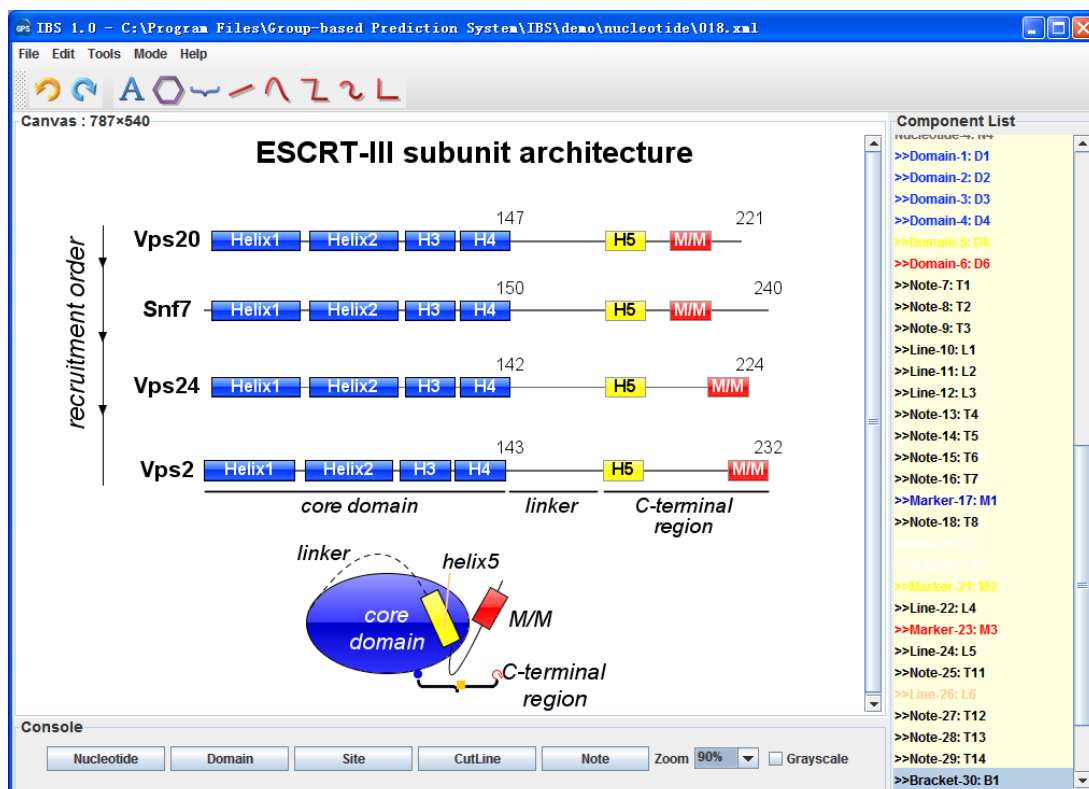 GPS IBS 1.0 - C:\Program Files\Group-based Prediction System\IBS\demo\nucleotide\018.xml
File Edit Tools Mode Help
A
Canvas : 787×540
Component List
ESCRT-III subunit architecture
recruitment order
147 221
Vps20 Helix1 Helix2 H3 H4 H5 M/M
150 240
Snf7 Helix1 Helix2 H3 H4 H5 M/M
142 224
Vps24 Helix1 Helix2 H3 H4 H5 M/M
143 232
Vps2 Helix1 Helix2 H3 H4 H5 M/M
core domain linker C-terminal
region
linker
helix5
core
domain
M/M
C-terminal
region
Nucleotide-4: N4
>>Domain-1: D1
>>Domain-2: D2
>>Domain-3: D3
>>Domain-4: D4
>>Domain-5: D5
>>Domain-6: D6
>>Note-7: T1
>>Note-8: T2
>>Note-9: T3
>>Line-10: L1
>>Line-11: L2
>>Line-12: L3
>>Note-13: T4
>>Note-14: T5
>>Note-15: T6
>>Note-16: T7
>>Marker-17: M1
>>Note-18: T8
>>Marker-21: M2
>>Line-22: L4
>>Marker-23: M3
>>Line-24: L5
>>Note-25: T11
>>Line-26: L6
>>Note-27: T12
>>Note-28: T13
>>Note-29: T14
>>Bracket-30: B1
Console
Nucleotide Domain Site CutLine Note Zoom 90% Grayscale